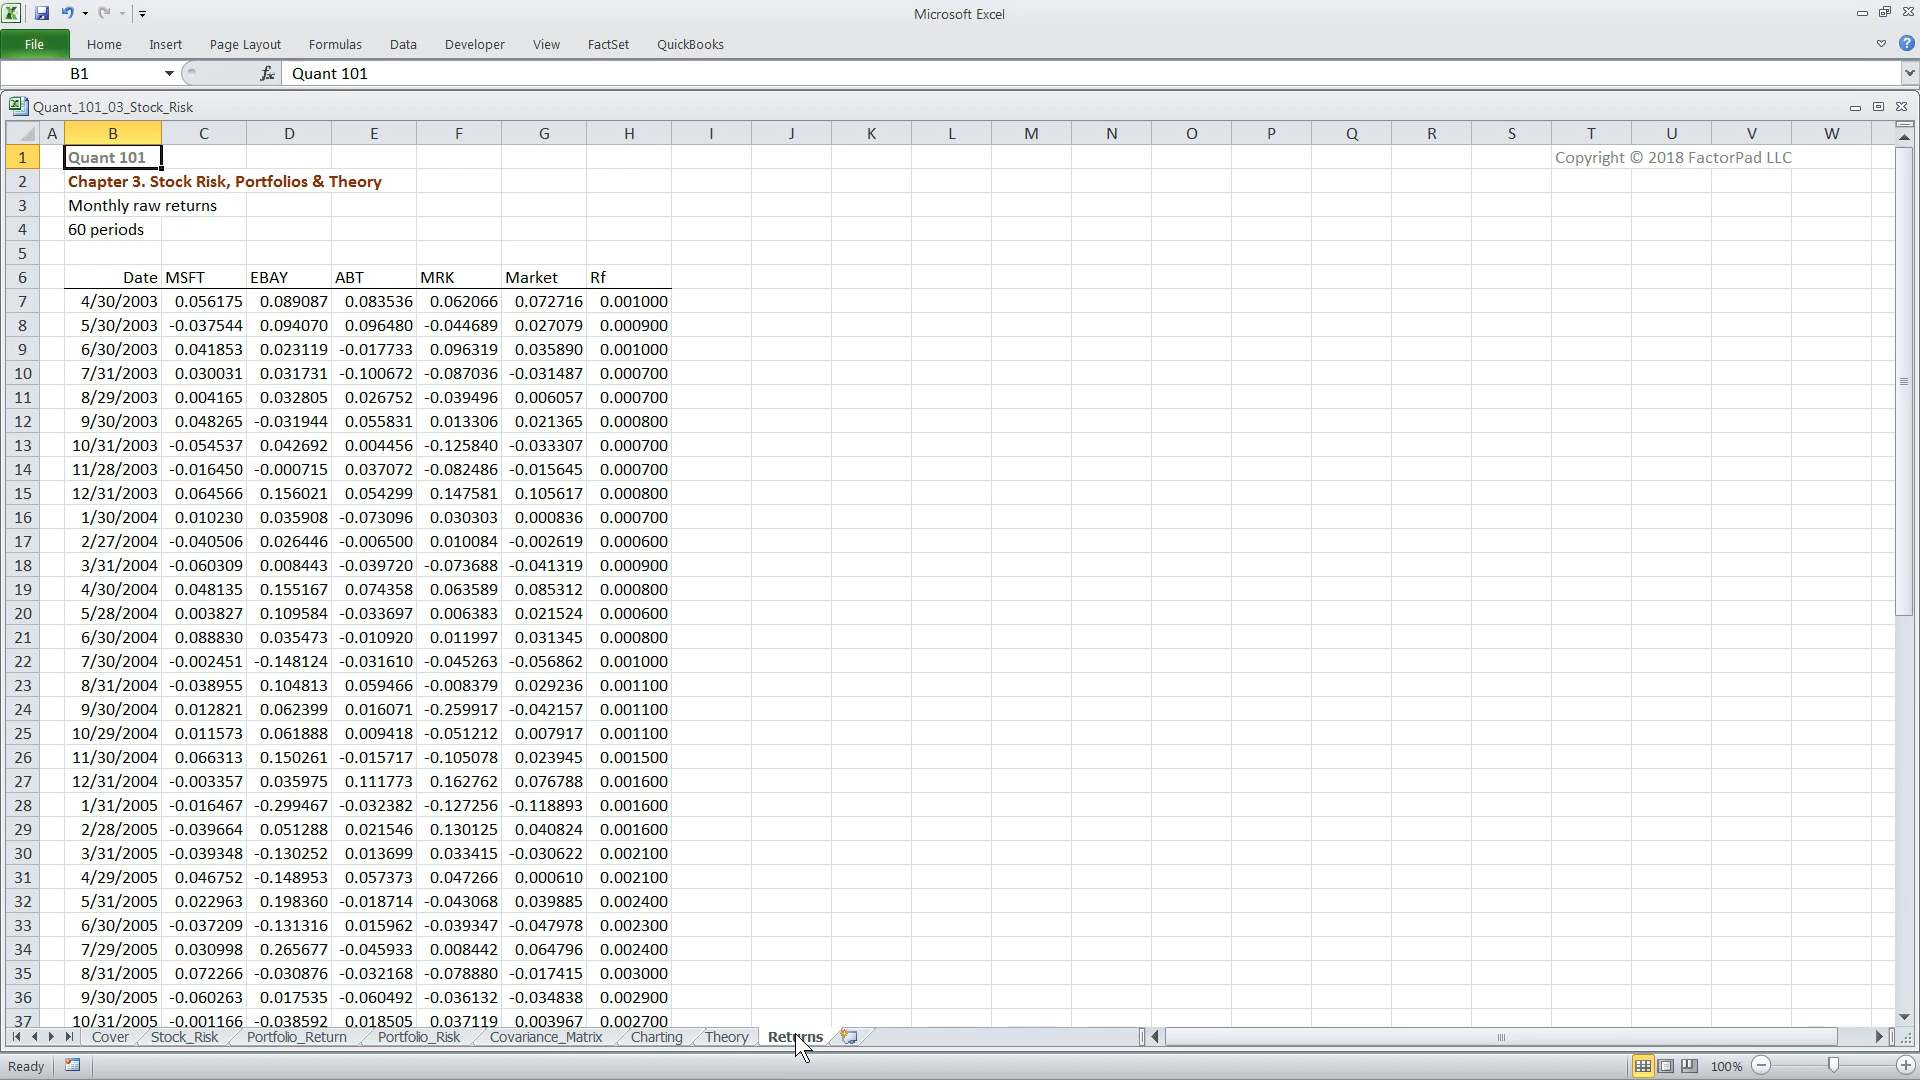 Microsoft Excel
File Home Insert Page Layout Formulas Data Developer View FactSet QuickBooks
B1 fx Quant 101
Quant_101_03_Stock_Risk
A B C D E F G H I J K L M N O P Q R S T U V W
1 Quant 101 Copyright © 2018 FactorPad LLC
2 Chapter 3. Stock Risk, Portfolios & Theory
3 Monthly raw returns
4 60 periods
5
6 Date MSFT EBAY ABT MRK Market Rf
7 4/30/2003 0.056175 0.089087 0.083536 0.062066 0.072716 0.001000
8 5/30/2003 -0.037544 0.094070 0.096480 -0.044689 0.027079 0.000900
9 6/30/2003 0.041853 0.023119 -0.017733 0.096319 0.035890 0.001000
10 7/31/2003 0.030031 0.031731 -0.100672 -0.087036 -0.031487 0.000700
11 8/29/2003 0.004165 0.032805 0.026752 -0.039496 0.006057 0.000700
12 9/30/2003 0.048265 -0.031944 0.055831 0.013306 0.021365 0.000800
13 10/31/2003 -0.054537 0.042692 0.004456 -0.125840 -0.033307 0.000700
14 11/28/2003 -0.016450 -0.000715 0.037072 -0.082486 -0.015645 0.000700
15 12/31/2003 0.064566 0.156021 0.054299 0.147581 0.105617 0.000800
16 1/30/2004 0.010230 0.035908 -0.073096 0.030303 0.000836 0.000700
17 2/27/2004 -0.040506 0.026446 -0.006500 0.010084 -0.002619 0.000600
18 3/31/2004 -0.060309 0.008443 -0.039720 -0.073688 -0.041319 0.000900
19 4/30/2004 0.048135 0.155167 0.074358 0.063589 0.085312 0.000800
20 5/28/2004 0.003827 0.109584 -0.033697 0.006383 0.021524 0.000600
21 6/30/2004 0.088830 0.035473 -0.010920 0.011997 0.031345 0.000800
22 7/30/2004 -0.002451 -0.148124 -0.031610 -0.045263 -0.056862 0.001000
23 8/31/2004 -0.038955 0.104813 0.059466 -0.008379 0.029236 0.001100
24 9/30/2004 0.012821 0.062399 0.016071 -0.259917 -0.042157 0.001100
25 10/29/2004 0.011573 0.061888 0.009418 -0.051212 0.007917 0.001100
26 11/30/2004 0.066313 0.150261 -0.015717 -0.105078 0.023945 0.001500
27 12/31/2004 -0.003357 0.035975 0.111773 0.162762 0.076788 0.001600
28 1/31/2005 -0.016467 -0.299467 -0.032382 -0.127256 -0.118893 0.001600
29 2/28/2005 -0.039664 0.051288 0.021546 0.130125 0.040824 0.001600
30 3/31/2005 -0.039348 -0.130252 0.013699 0.033415 -0.030622 0.002100
31 4/29/2005 0.046752 -0.148953 0.057373 0.047266 0.000610 0.002100
32 5/31/2005 0.022963 0.198360 -0.018714 -0.043068 0.039885 0.002400
33 6/30/2005 -0.037209 -0.131316 0.015962 -0.039347 -0.047978 0.002300
34 7/29/2005 0.030998 0.265677 -0.045933 0.008442 0.064796 0.002400
35 8/31/2005 0.072266 -0.030876 -0.032168 -0.078880 -0.017415 0.003000
36 9/30/2005 -0.060263 0.017535 -0.060492 -0.036132 -0.034838 0.002900
37 10/31/2005 -0.001166 -0.038592 0.018505 0.037119 0.003967 0.002700
Cover Stock_Risk Portfolio_Return Portfolio_Risk Covariance_Matrix Charting Theory Returns
Ready 100%